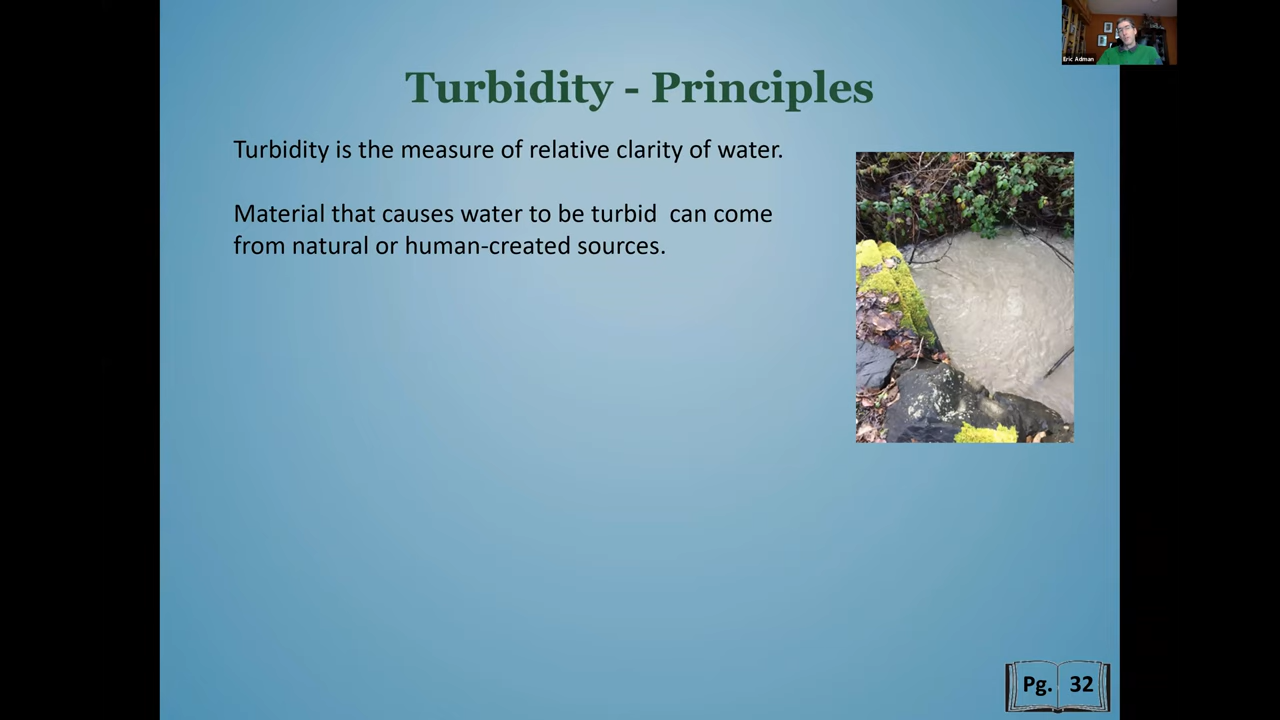 Eric Adman
Turbidity - Principles
Turbidity is the measure of relative clarity of water.
Material that causes water to be turbid  can come
from natural or human-created sources.
Pg. 32